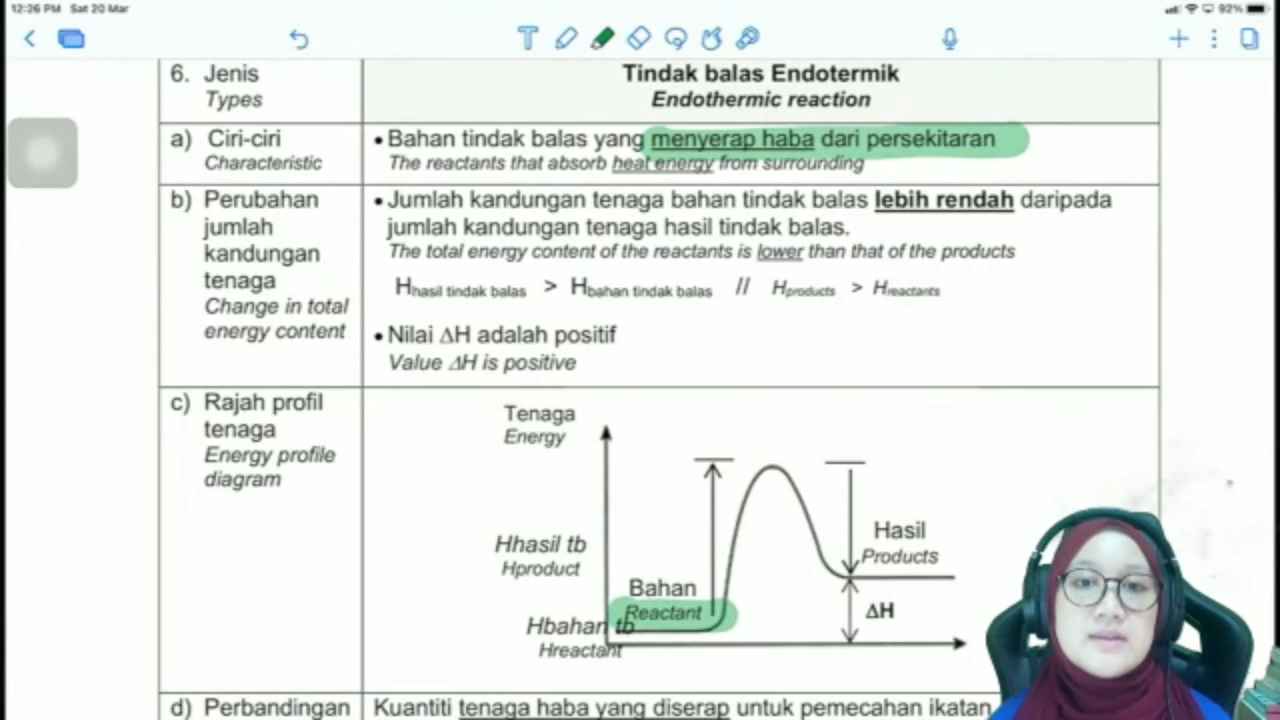 12:26 PM Sat 20 Mar
92%
6. Jenis
Types
Tindak balas Endotermik
Endothermic reaction
a) Ciri-ciri
Characteristic
• Bahan tindak balas yang menyerap haba dari persekitaran
The reactants that absorb heat energy from surrounding
b) Perubahan
jumlah
kandungan
tenaga
Change in total
energy content
• Jumlah kandungan tenaga bahan tindak balas lebih rendah daripada
jumlah kandungan tenaga hasil tindak balas.
The total energy content of the reactants is lower than that of the products
Hhasil tindak balas > Hbahan tindak balas // Hproducts > Hreactants
• Nilai ΔH adalah positif
Value ΔH is positive
c) Rajah profil
tenaga
Energy profile
diagram
Tenaga
Energy
Hhasil tb
Hproduct
Hasil
Products
Bahan
Reactant
ΔH
Hbahan tb
Hreactant
d) Perbandingan
Kuantiti tenaga haba yang diserap untuk pemecahan ikatan